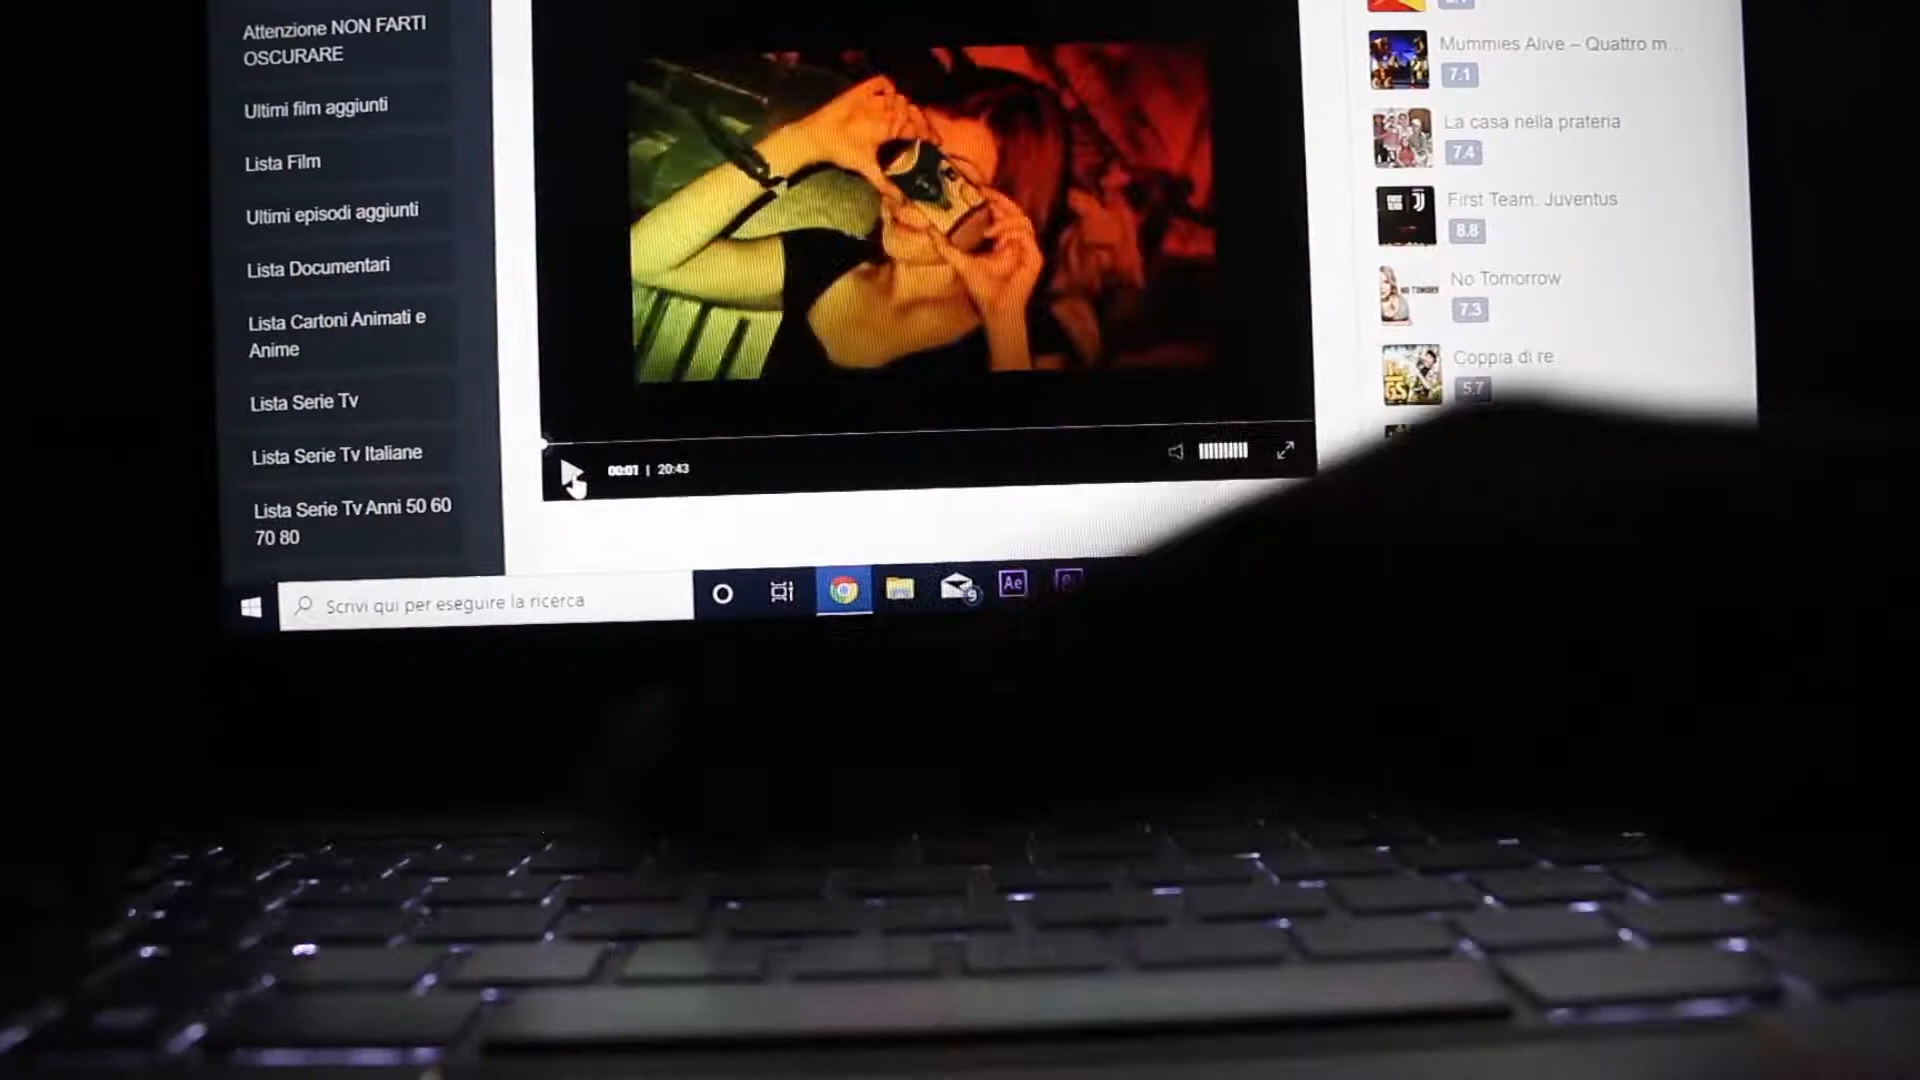 Attenzione NON FARTI
OSCURARE
Ultimi film aggiunti
Lista Film
Ultimi episodi aggiunti
Lista Documentari
Lista Cartoni Animati e
Anime
Lista Serie Tv
Lista Serie Tv Italiane
Lista Serie Tv Anni 50 60
70 80
00:01 | 20:43
Mummies Alive – Quattro m...
7.1
La casa nella prateria
7.4
First Team: Juventus
8.8
No Tomorrow
7.3
Coppia di re
5.7
Scrivi qui per eseguire la ricerca
9
Ae